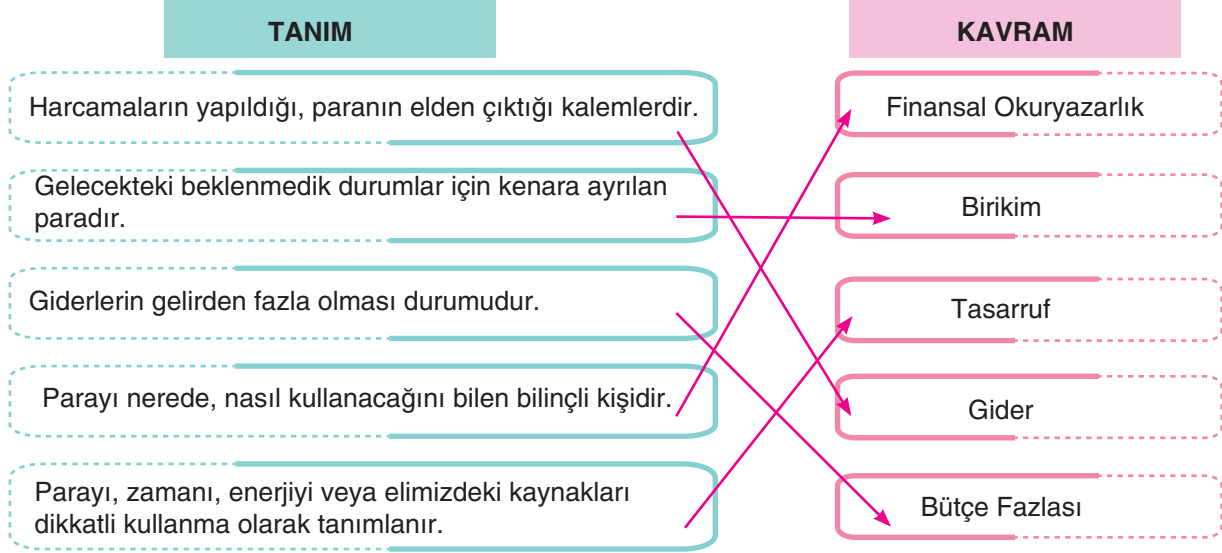 TANIM
KAVRAM
Harcamaların yapıldığı, paranın elden çıktığı kalemlerdir.
Finansal Okuryazarlık
Gelecekteki beklenmedik durumlar için kenara ayrılan
paradır.
Birikim
Giderlerin gelirden fazla olması durumudur.
Tasarruf
Parayı nerede, nasıl kullanacağını bilen bilinçli kişidir.
Gider
Parayı, zamanı, enerjiyi veya elimizdeki kaynakları
dikkatli kullanma olarak tanımlanır.
Bütçe Fazlası